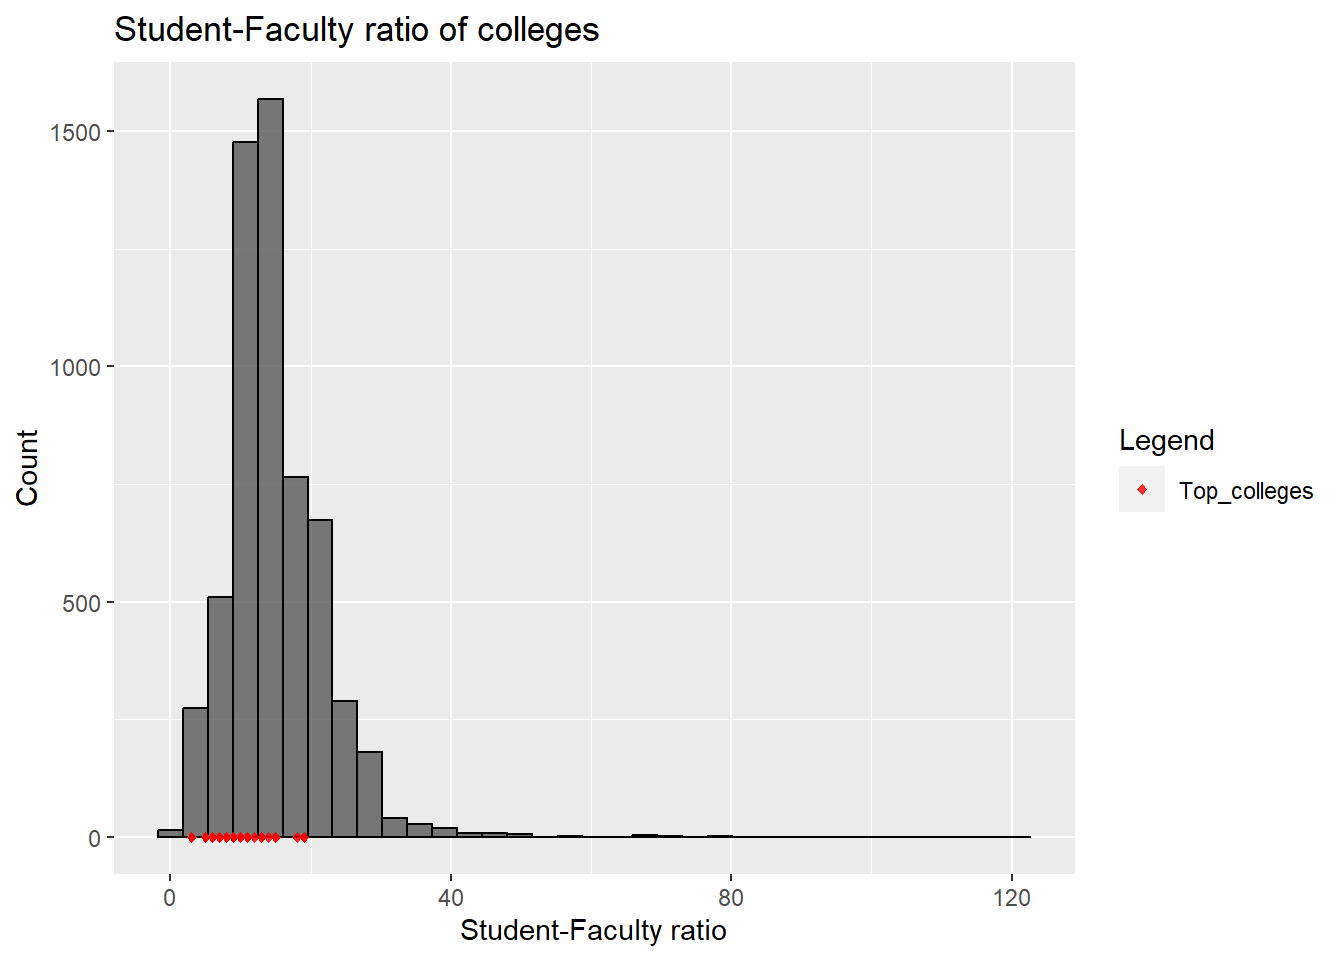 Student-Faculty ratio of colleges
1500
1000
500
0
Count
0 40 80 120
Student-Faculty ratio
Legend
Top_colleges